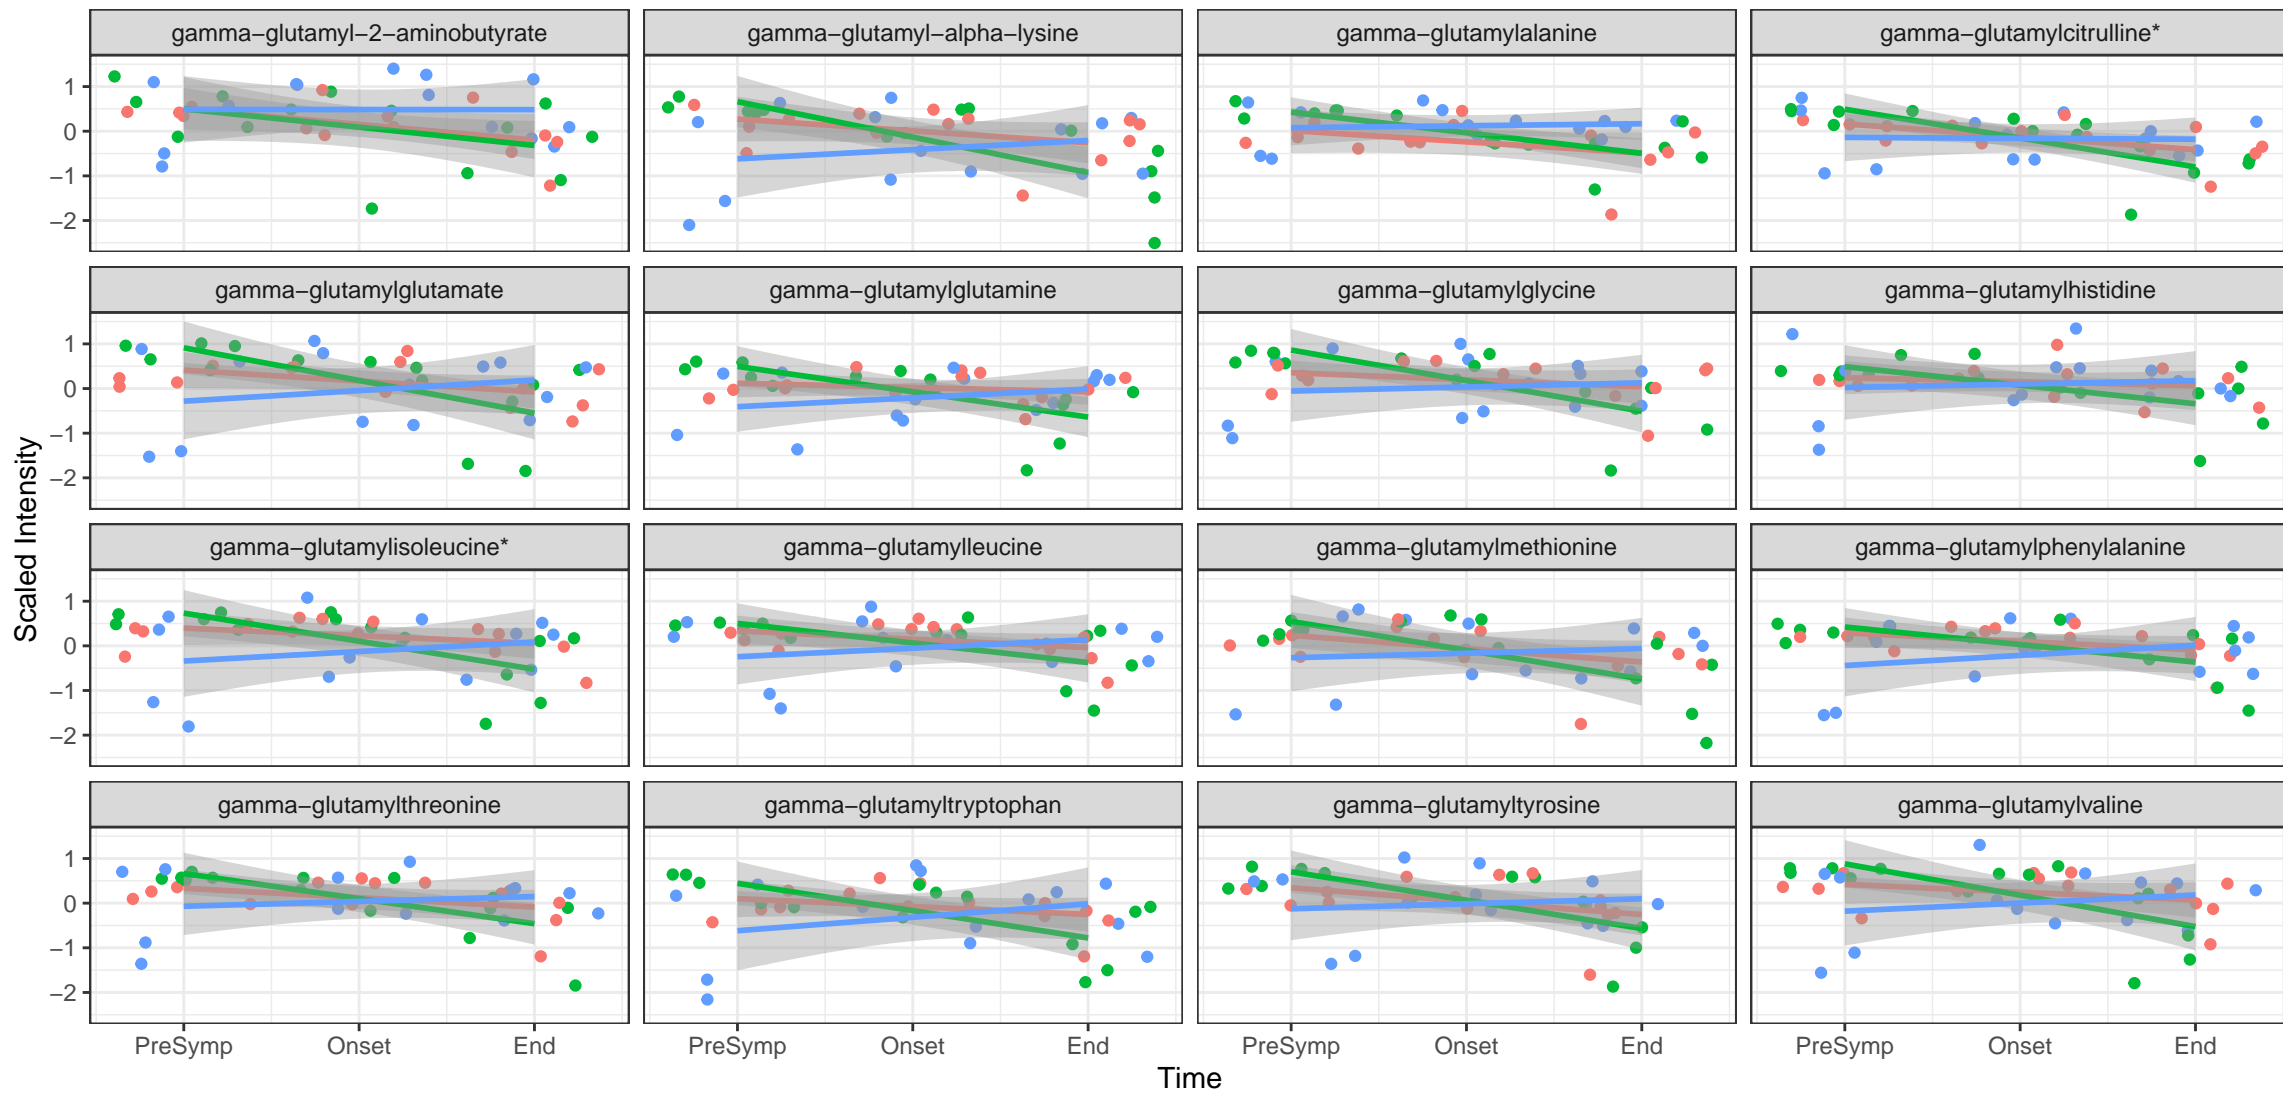 gamma−glutamyl−2−aminobutyrate
gamma−glutamyl−alpha−lysine
gamma−glutamylalanine
gamma−glutamylcitrulline*
1
0
−1
−2
gamma−glutamylglutamate
gamma−glutamylglutamine
gamma−glutamylglycine
gamma−glutamylhistidine
1
0
−1
−2
Scaled Intensity
gamma−glutamylisoleucine*
gamma−glutamylleucine
gamma−glutamylmethionine
gamma−glutamylphenylalanine
1
0
−1
−2
gamma−glutamylthreonine
gamma−glutamyltryptophan
gamma−glutamyltyrosine
gamma−glutamylvaline
1
0
−1
−2
PreSymp Onset End
PreSymp Onset End
PreSymp Onset End
PreSymp Onset End
Time